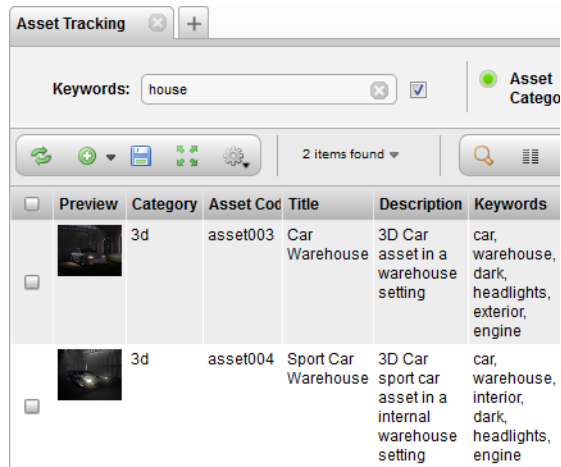 Asset Tracking
Keywords: house
Asset
Catego
2 items found
Preview Category Asset Cod Title Description Keywords
3d asset003 Car 3D Car car,
Warehouse asset in a warehouse,
warehouse dark,
setting headlights,
exterior,
engine
3d asset004 Sport Car 3D Car car,
Warehouse sport car warehouse,
asset in a interior,
internal dark,
warehouse headlights,
setting engine